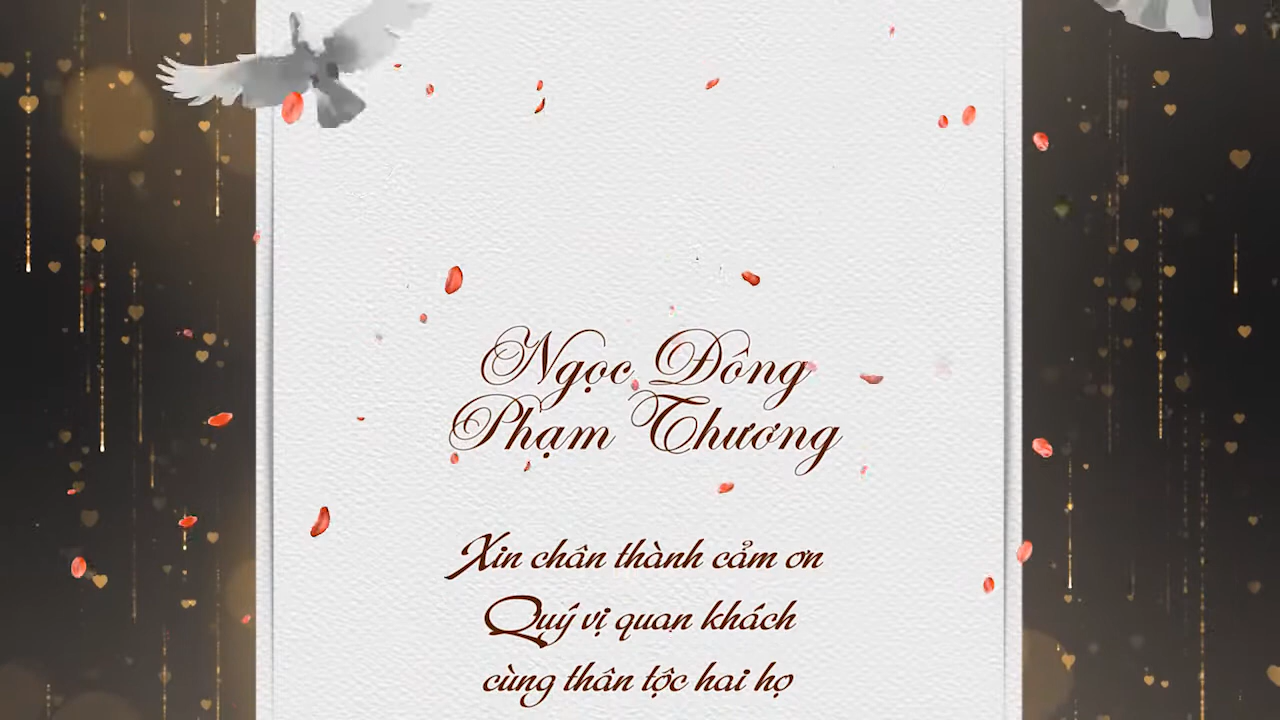 Ngọc Đông
Phạm Thương
Xin chân thành cảm ơn
Quý vị quan khách
cùng thân tộc hai họ